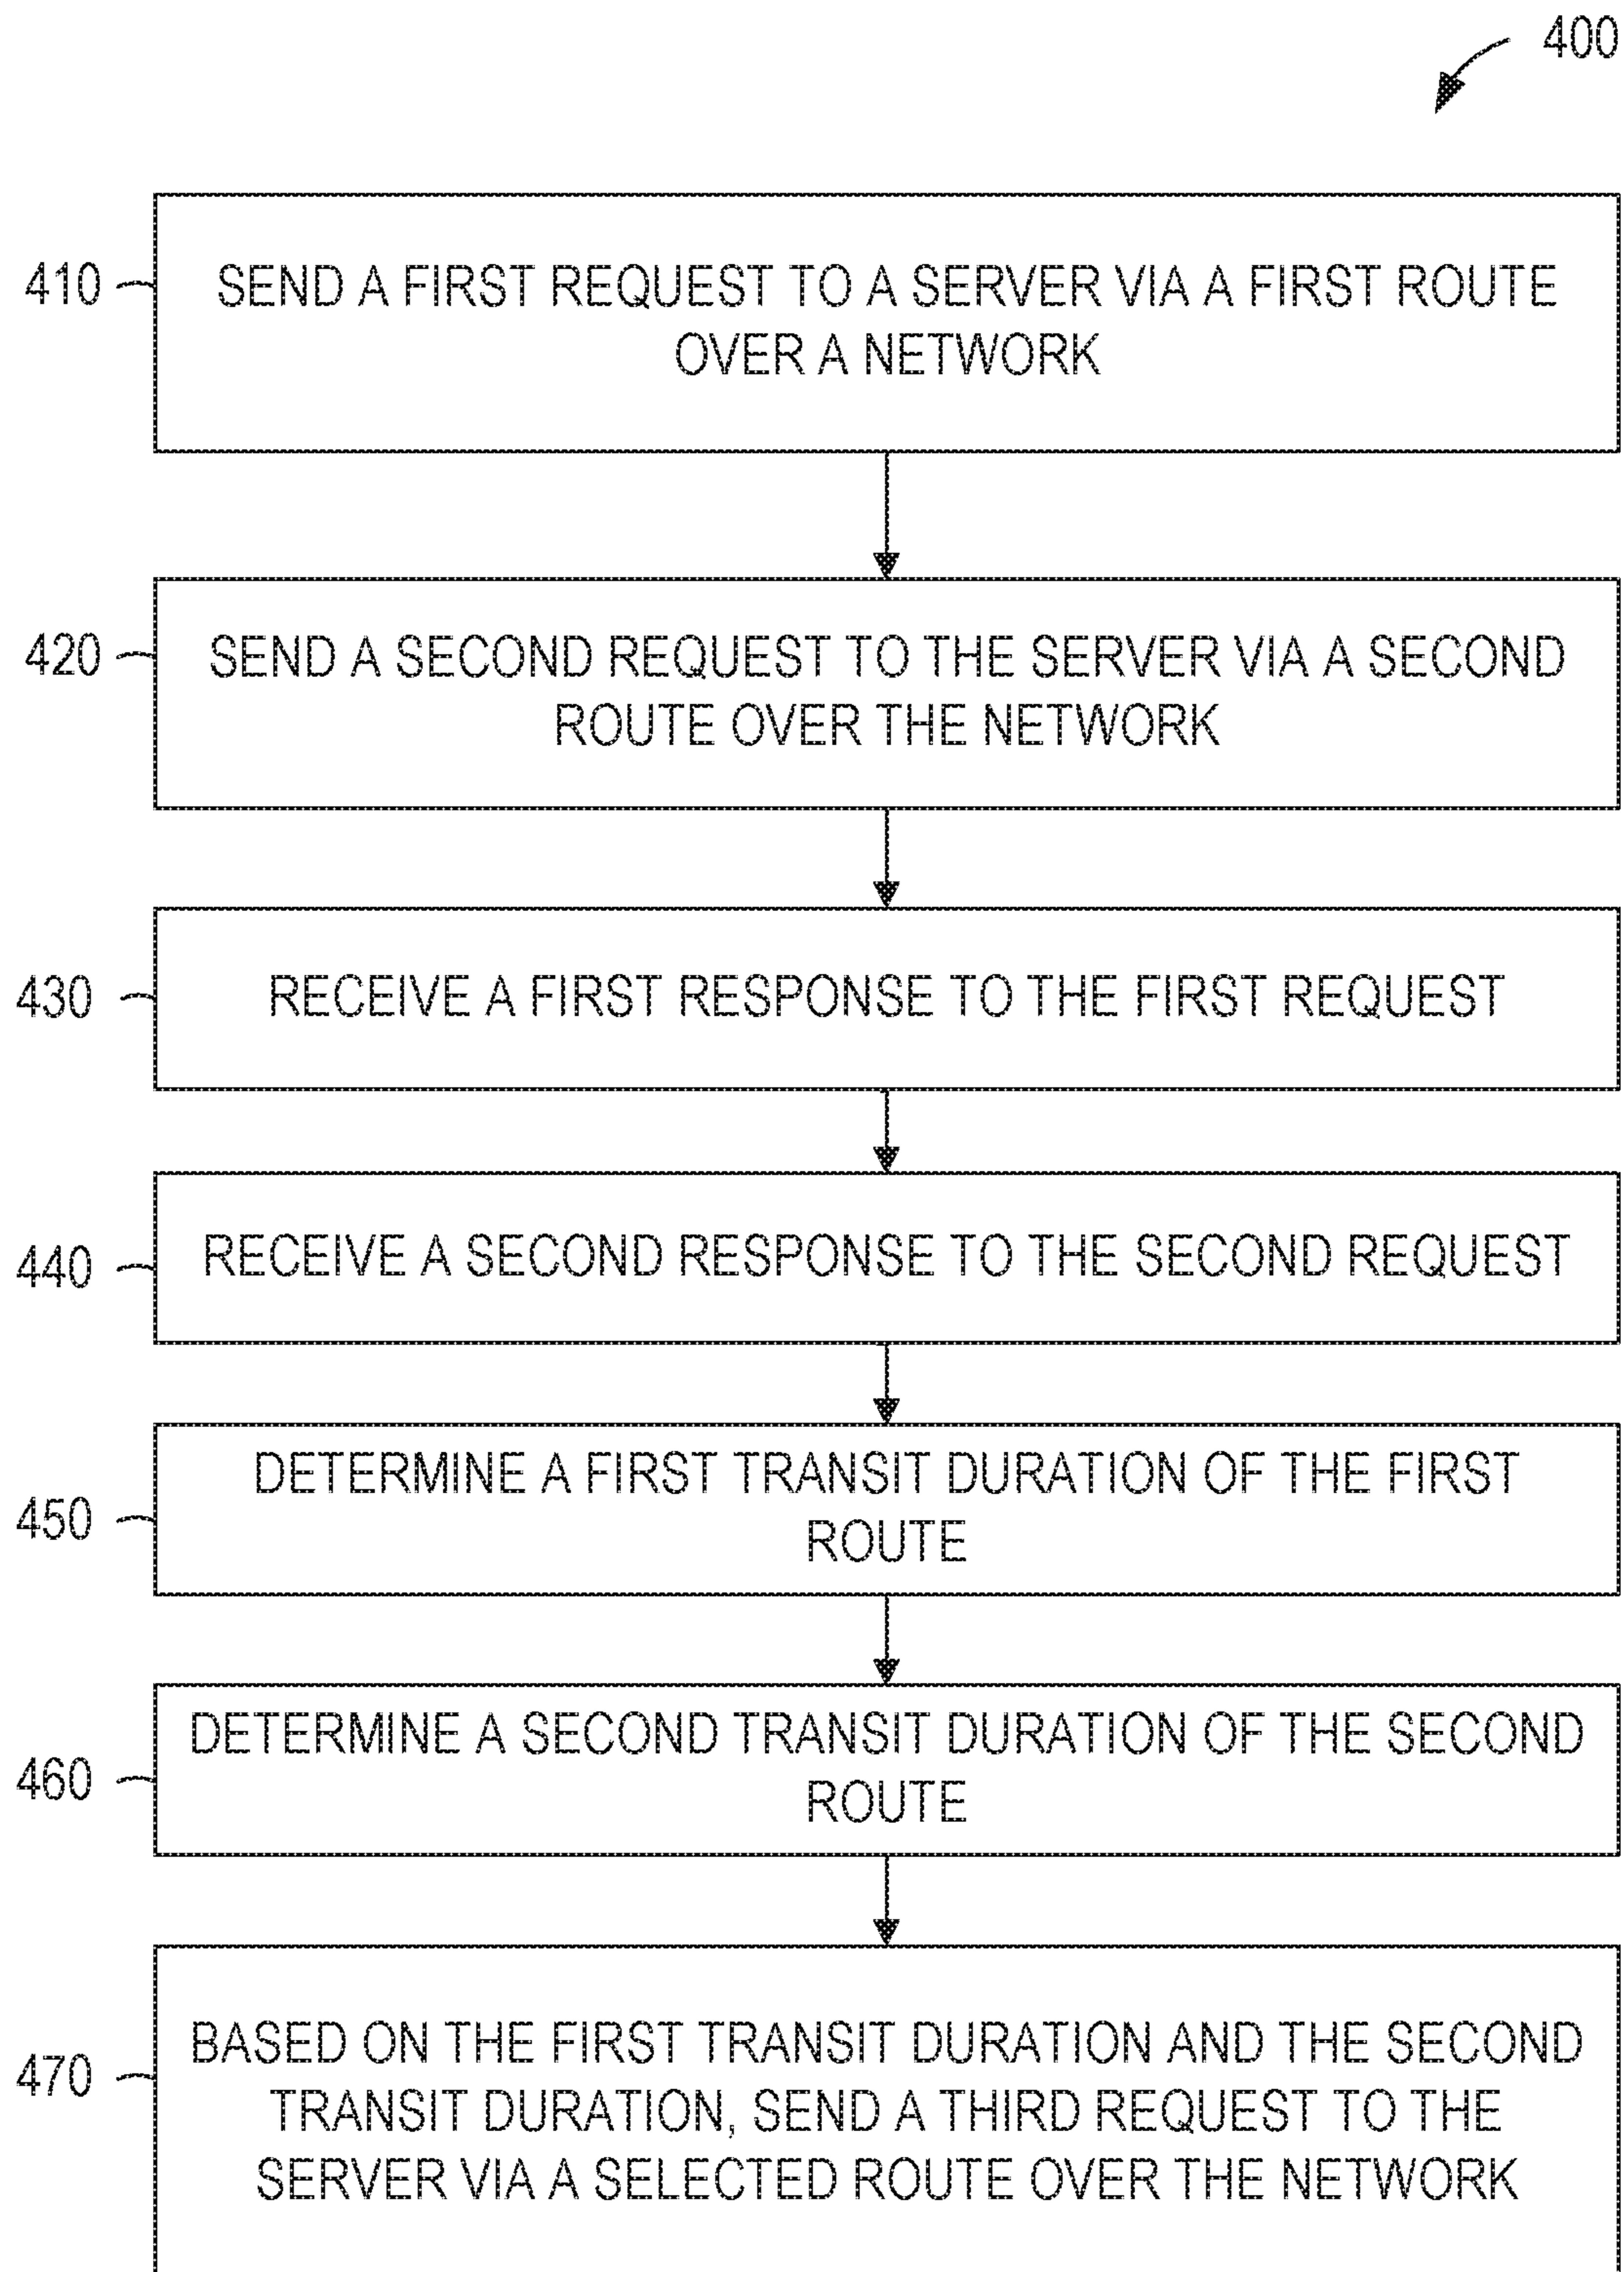 400
410
SEND A FIRST REQUEST TO A SERVER VIA A FIRST ROUTE
OVER A NETWORK
420
SEND A SECOND REQUEST TO THE SERVER VIA A SECOND
ROUTE OVER THE NETWORK
430
RECEIVE A FIRST RESPONSE TO THE FIRST REQUEST
440
RECEIVE A SECOND RESPONSE TO THE SECOND REQUEST
450
DETERMINE A FIRST TRANSIT DURATION OF THE FIRST
ROUTE
460
DETERMINE A SECOND TRANSIT DURATION OF THE SECOND
ROUTE
470
BASED ON THE FIRST TRANSIT DURATION AND THE SECOND
TRANSIT DURATION, SEND A THIRD REQUEST TO THE
SERVER VIA A SELECTED ROUTE OVER THE NETWORK